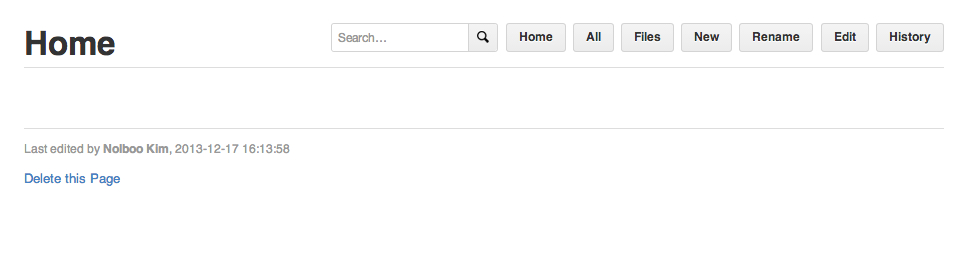 Home
Search...
Home
All
Files
New
Rename
Edit
History
Last edited by Nolboo Kim, 2013-12-17 16:13:58
Delete this Page